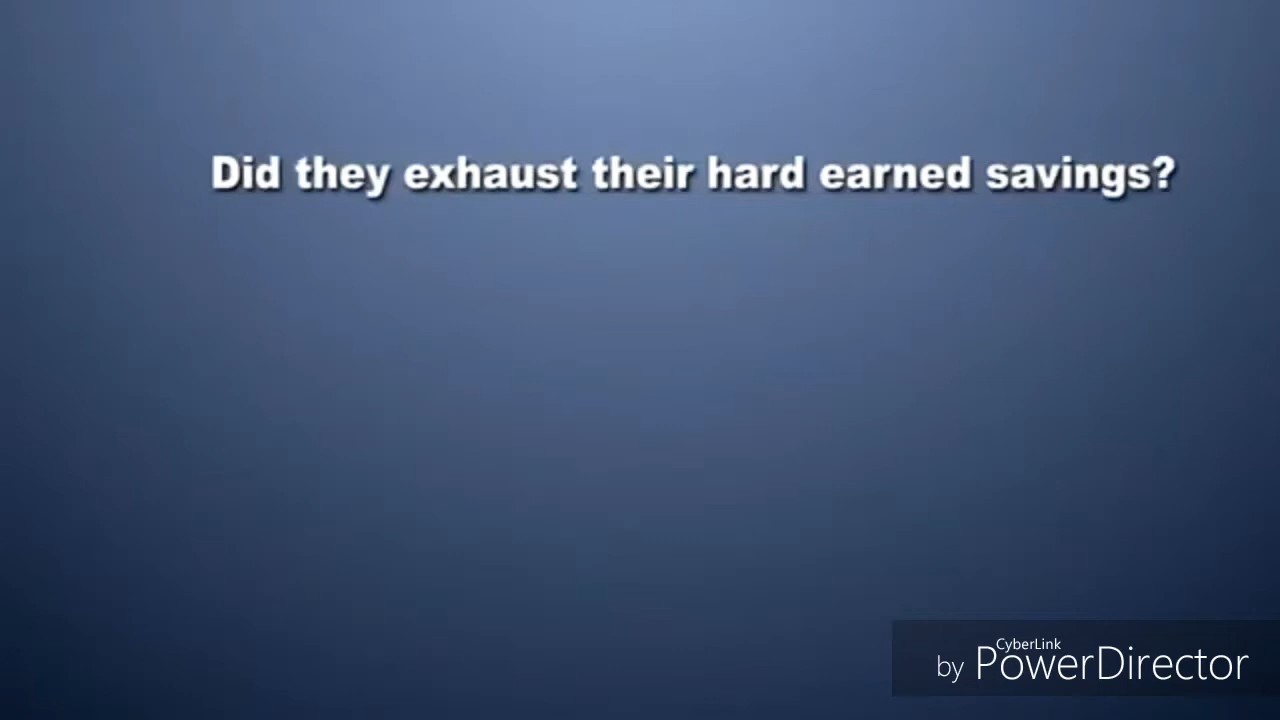 Did they exhaust their hard earned savings?
CyberLink
by PowerDirector